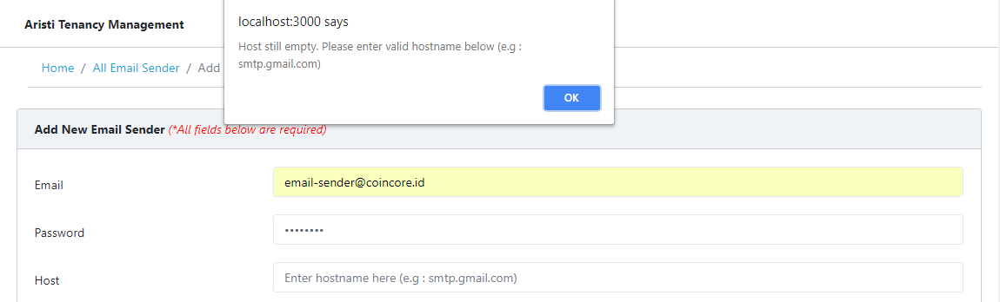 Aristi Tenancy Management
localhost:3000 says
Host still empty. Please enter valid hostname below (e.g :
smtp.gmail.com)
OK
Home / All Email Sender / Add
Add New Email Sender (*All fields below are required)
Email email-sender@coincore.id
Password ••••••••
Host Enter hostname here (e.g : smtp.gmail.com)